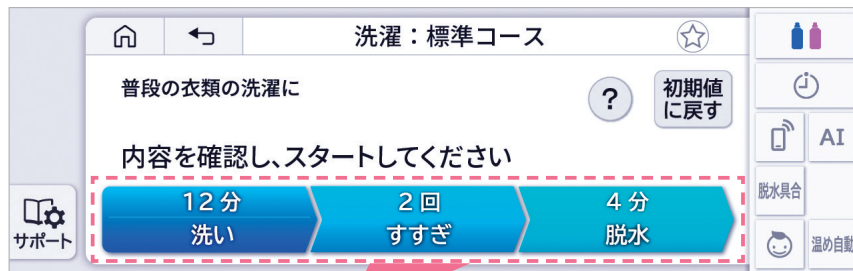 洗濯：標準コース
普段の衣類の洗濯に
?
初期値
に戻す
内容を確認し、スタートしてください
12分
洗い
2回
すすぎ
4分
脱水
サポート
AI
脱水具合
温め自動